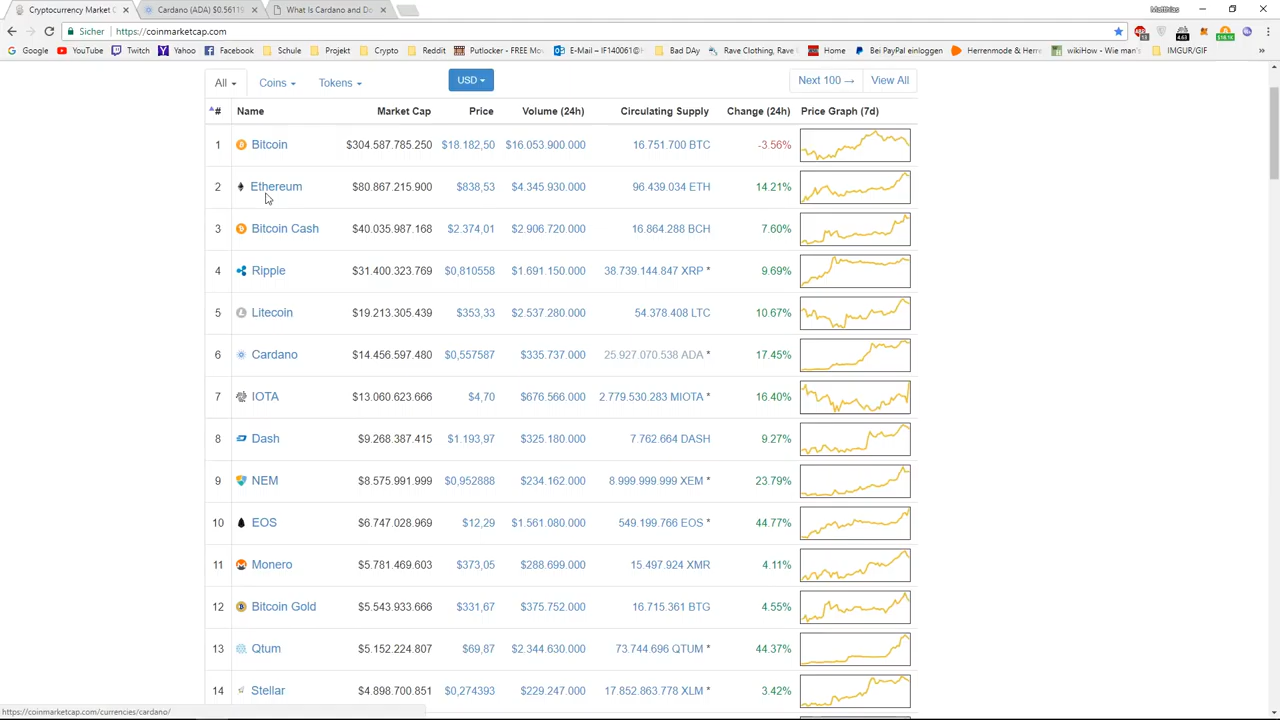 Matthias
Cryptocurrency Market C
Cardano (ADA) $0.56119
What Is Cardano and Do
Sicher
https://coinmarketcap.com
Google YouTube Twitch Yahoo Facebook Schule Projekt Crypto Reddit Putlocker - FREE Mov E-Mail – IF140061@H Bad DAy Rave Clothing, Rave Home Bei PayPal einloggen Herrenmode & Herren wikiHow - Wie man's IMGUR/GIF
All Coins Tokens USD Next 100 → View All
# Name Market Cap Price Volume (24h) Circulating Supply Change (24h) Price Graph (7d)
1 Bitcoin $304.587.785.250 $18.182,50 $16.053.900.000 16.751.700 BTC -3.56%
2 Ethereum $80.867.215.900 $838,53 $4.345.930.000 96.439.034 ETH 14.21%
3 Bitcoin Cash $40.035.987.168 $2.374,01 $2.906.720.000 16.864.288 BCH 7.60%
4 Ripple $31.400.323.769 $0,810558 $1.691.150.000 38.739.144.847 XRP * 9.69%
5 Litecoin $19.213.305.439 $353,33 $2.537.280.000 54.378.408 LTC 10.67%
6 Cardano $14.456.597.480 $0,557587 $335.737.000 25.927.070.538 ADA * 17.45%
7 IOTA $13.060.623.666 $4,70 $676.566.000 2.779.530.283 MIOTA * 16.40%
8 Dash $9.268.387.415 $1.193,97 $325.180.000 7.762.664 DASH 9.27%
9 NEM $8.575.991.999 $0,952888 $234.162.000 8.999.999.999 XEM * 23.79%
10 EOS $6.747.028.969 $12,29 $1.561.080.000 549.199.766 EOS * 44.77%
11 Monero $5.781.469.603 $373,05 $288.699.000 15.497.924 XMR 4.11%
12 Bitcoin Gold $5.543.933.666 $331,67 $375.752.000 16.715.361 BTG 4.55%
13 Qtum $5.152.224.807 $69,87 $2.344.630.000 73.744.696 QTUM * 44.37%
14 Stellar $4.898.700.851 $0,274393 $229.247.000 17.852.863.778 XLM * 3.42%
https://coinmarketcap.com/currencies/cardano/